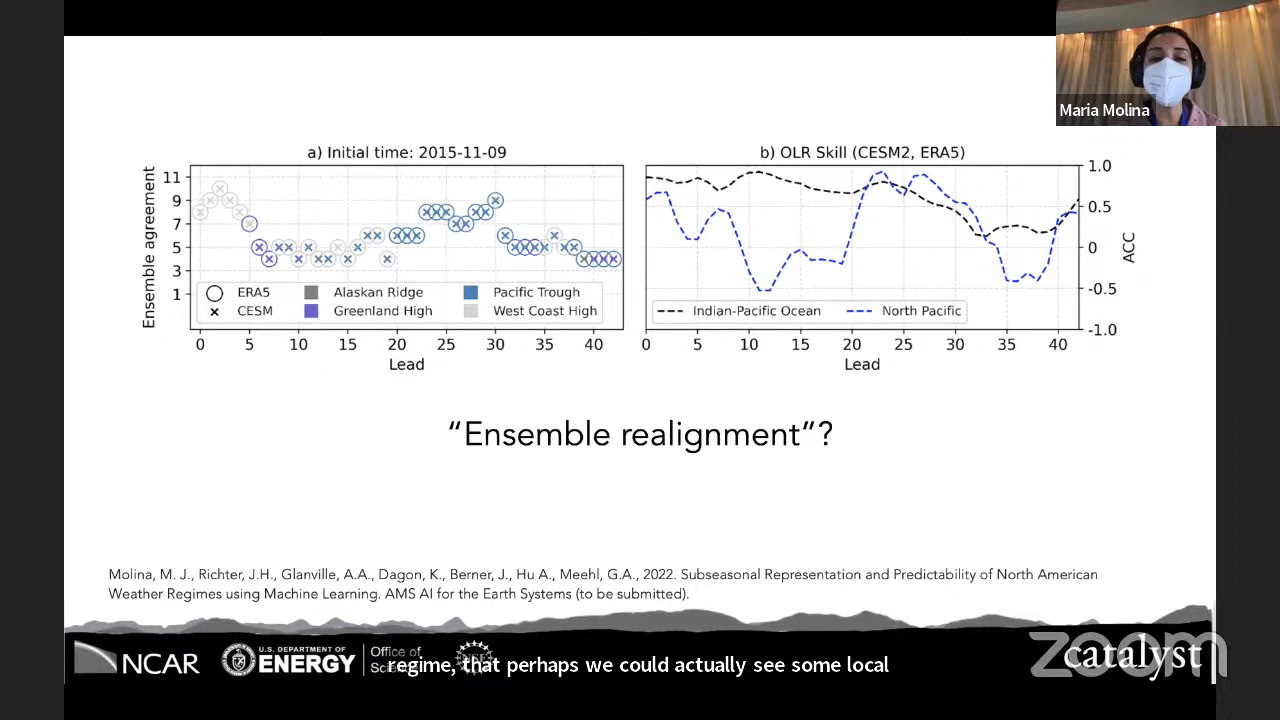 Maria Molina
a) Initial time: 2015-11-09
b) OLR Skill (CESM2, ERA5)
Ensemble agreement
11
9
7
5
3
1
ERA5
Alaskan Ridge
Pacific Trough
CESM
Greenland High
West Coast High
0
5
10
15
20
25
30
35
40
Lead
1.0
0.5
0
-0.5
-1.0
ACC
Indian-Pacific Ocean
North Pacific
0
5
10
15
20
25
30
35
40
Lead
“Ensemble realignment”?
Molina, M. J., Richter, J.H., Glanville, A.A., Dagon, K., Berner, J., Hu A., Meehl, G.A., 2022. Subseasonal Representation and Predictability of North American
Weather Regimes using Machine Learning. AMS AI for the Earth Systems (to be submitted).
NCAR
U.S. DEPARTMENT OF
ENERGY
Office of
regime, that perhaps we could actually see some local
catalyst
zoom